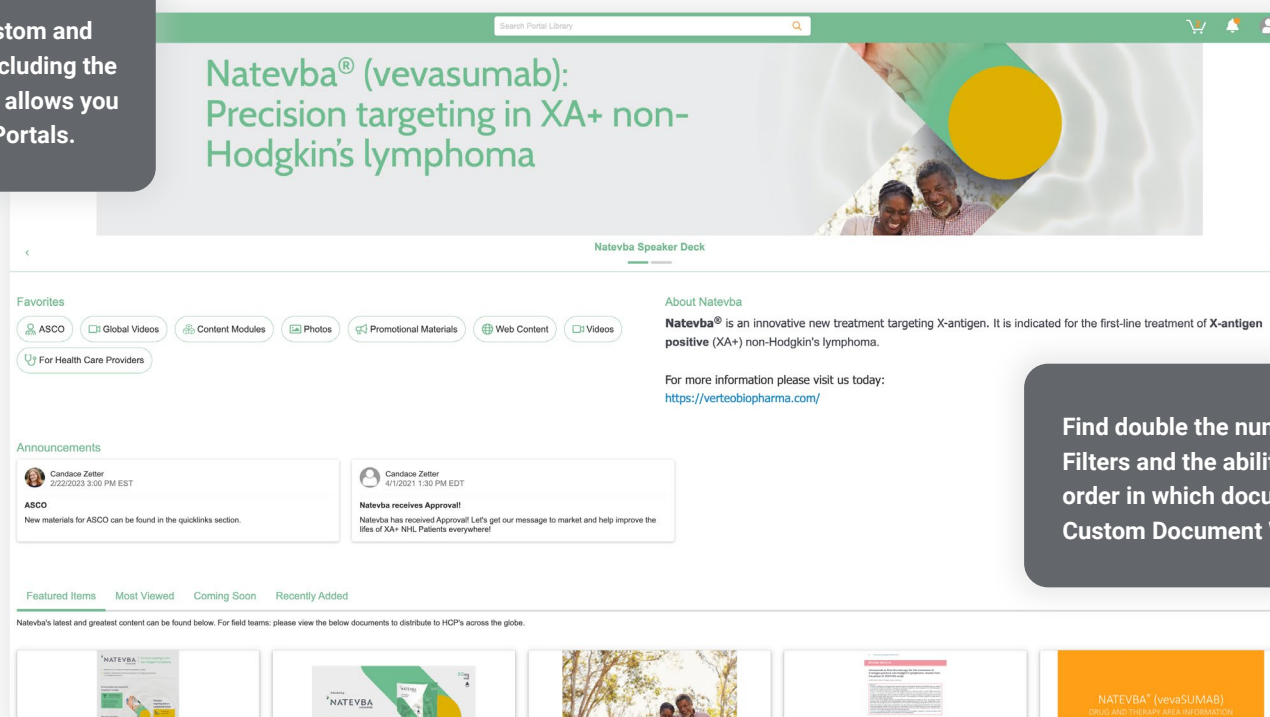 stom and
cluding the
allows you
Portals.
Search Portal Library
Natevba® (vevasumab):
Precision targeting in XA+ non-
Hodgkin's lymphoma
Natevba Speaker Deck
Favorites
ASCO
Global Videos
Content Modules
Photos
Promotional Materials
Web Content
Videos
For Health Care Providers
About Natevba
Natevba® is an innovative new treatment targeting X-antigen. It is indicated for the first-line treatment of X-antigen
positive (XA+) non-Hodgkin's lymphoma.
For more information please visit us today:
https://verteobiopharma.com/
Find double the num
Filters and the abilit
order in which docu
Custom Document
Announcements
Candace Zetter
2/22/2023 3:00 PM EST
ASCO
New materials for ASCO can be found in the quicklinks section.
Candace Zetter
4/1/2021 1:30 PM EDT
Natevba receives Approval!
Natevba has received Approval! Let's get our message to market and help improve the
lifes of XA+ NHL Patients everywhere!
Featured Items
Most Viewed
Coming Soon
Recently Added
Natevba's latest and greatest content can be found below. For field teams: please view the below documents to distribute to HCP's across the globe.
NATEVBA
NATEVBA
NATEVBA® (vevaSUMAB)
DRUG AND THERAPY AREA INFORMATION